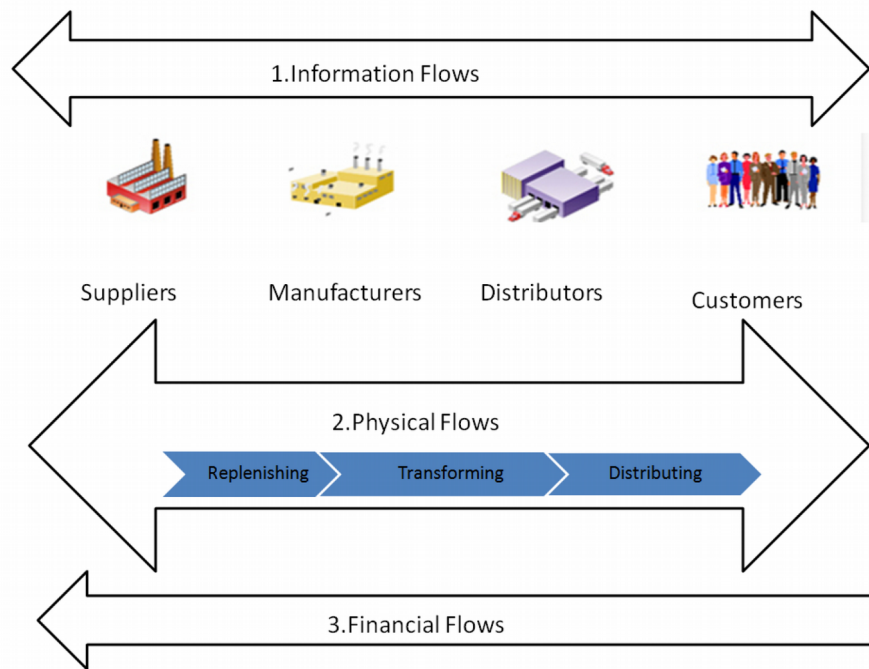 1.Information Flows
Suppliers
Manufacturers
Distributors
Customers
2.Physical Flows
Replenishing
Transforming
Distributing
3.Financial Flows